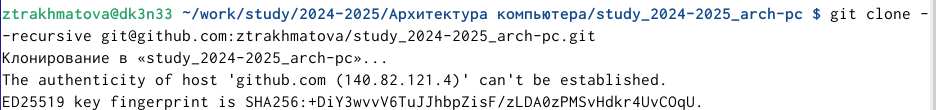 ztrakhmatova@dk3n33 ~/work/study/2024-2025/Архитектура компьютера/study_2024-2025_arch-pc $ git clone -
-recursive git@github.com:ztrakhmatova/study_2024-2025_arch-pc.git
Клонирование в «study_2024-2025_arch-pc»...
The authenticity of host 'github.com (140.82.121.4)' can't be established.
ED25519 key fingerprint is SHA256:+DiY3wvvV6TuJJhbpZisF/zLDA0zPMSvHdkr4UvCOqU.